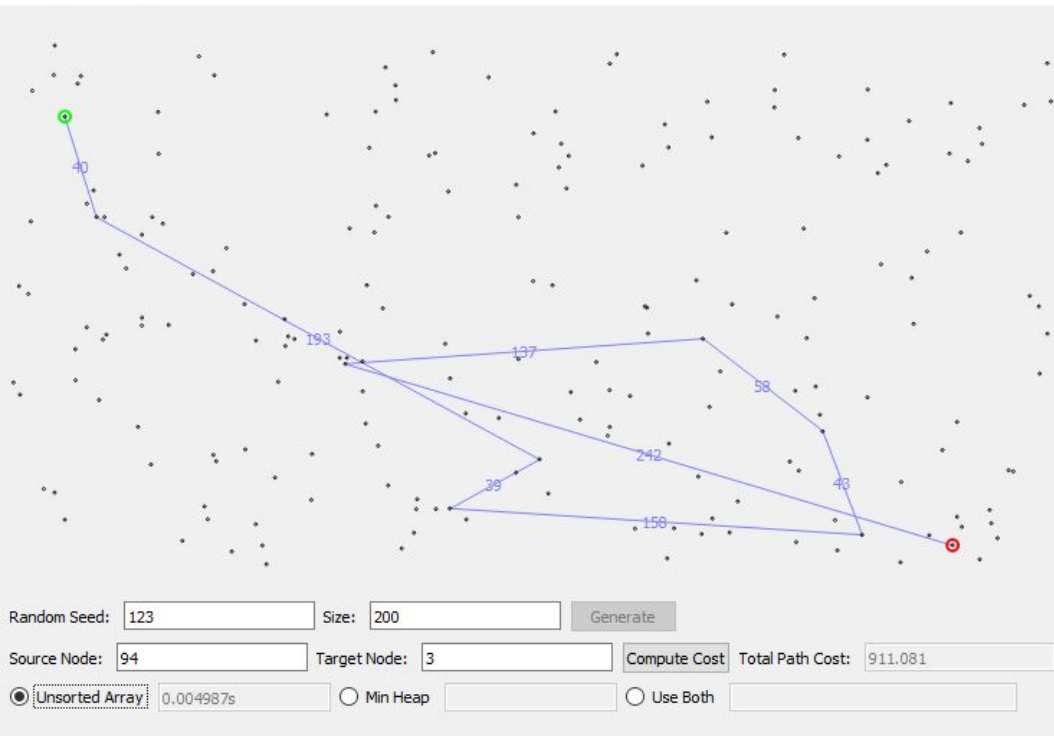 40
193
137
58
242
39
43
158
Random Seed: 123 Size: 200 Generate
Source Node: 94 Target Node: 3 Compute Cost Total Path Cost: 911.081
Unsorted Array 0.004987s Min Heap Use Both